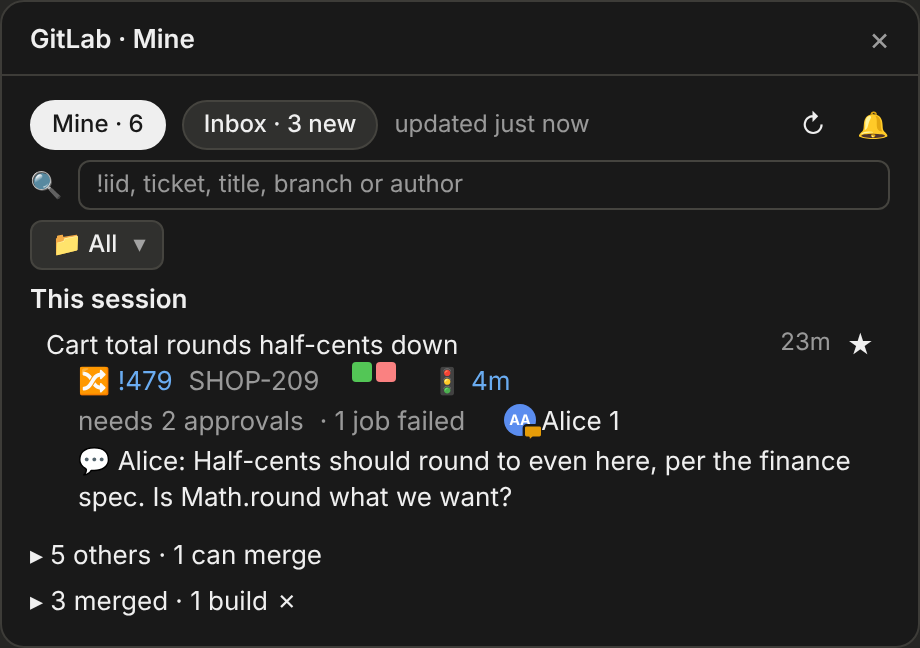 GitLab · Mine ×
Mine · 6 Inbox · 3 new updated just now
!iid, ticket, title, branch or author
All ▾
This session
Cart total rounds half-cents down 23m ★
!479 SHOP-209 4m
needs 2 approvals · 1 job failed AA Alice 1
Alice: Half-cents should round to even here, per the finance
spec. Is Math.round what we want?
▸ 5 others · 1 can merge
▸ 3 merged · 1 build ×